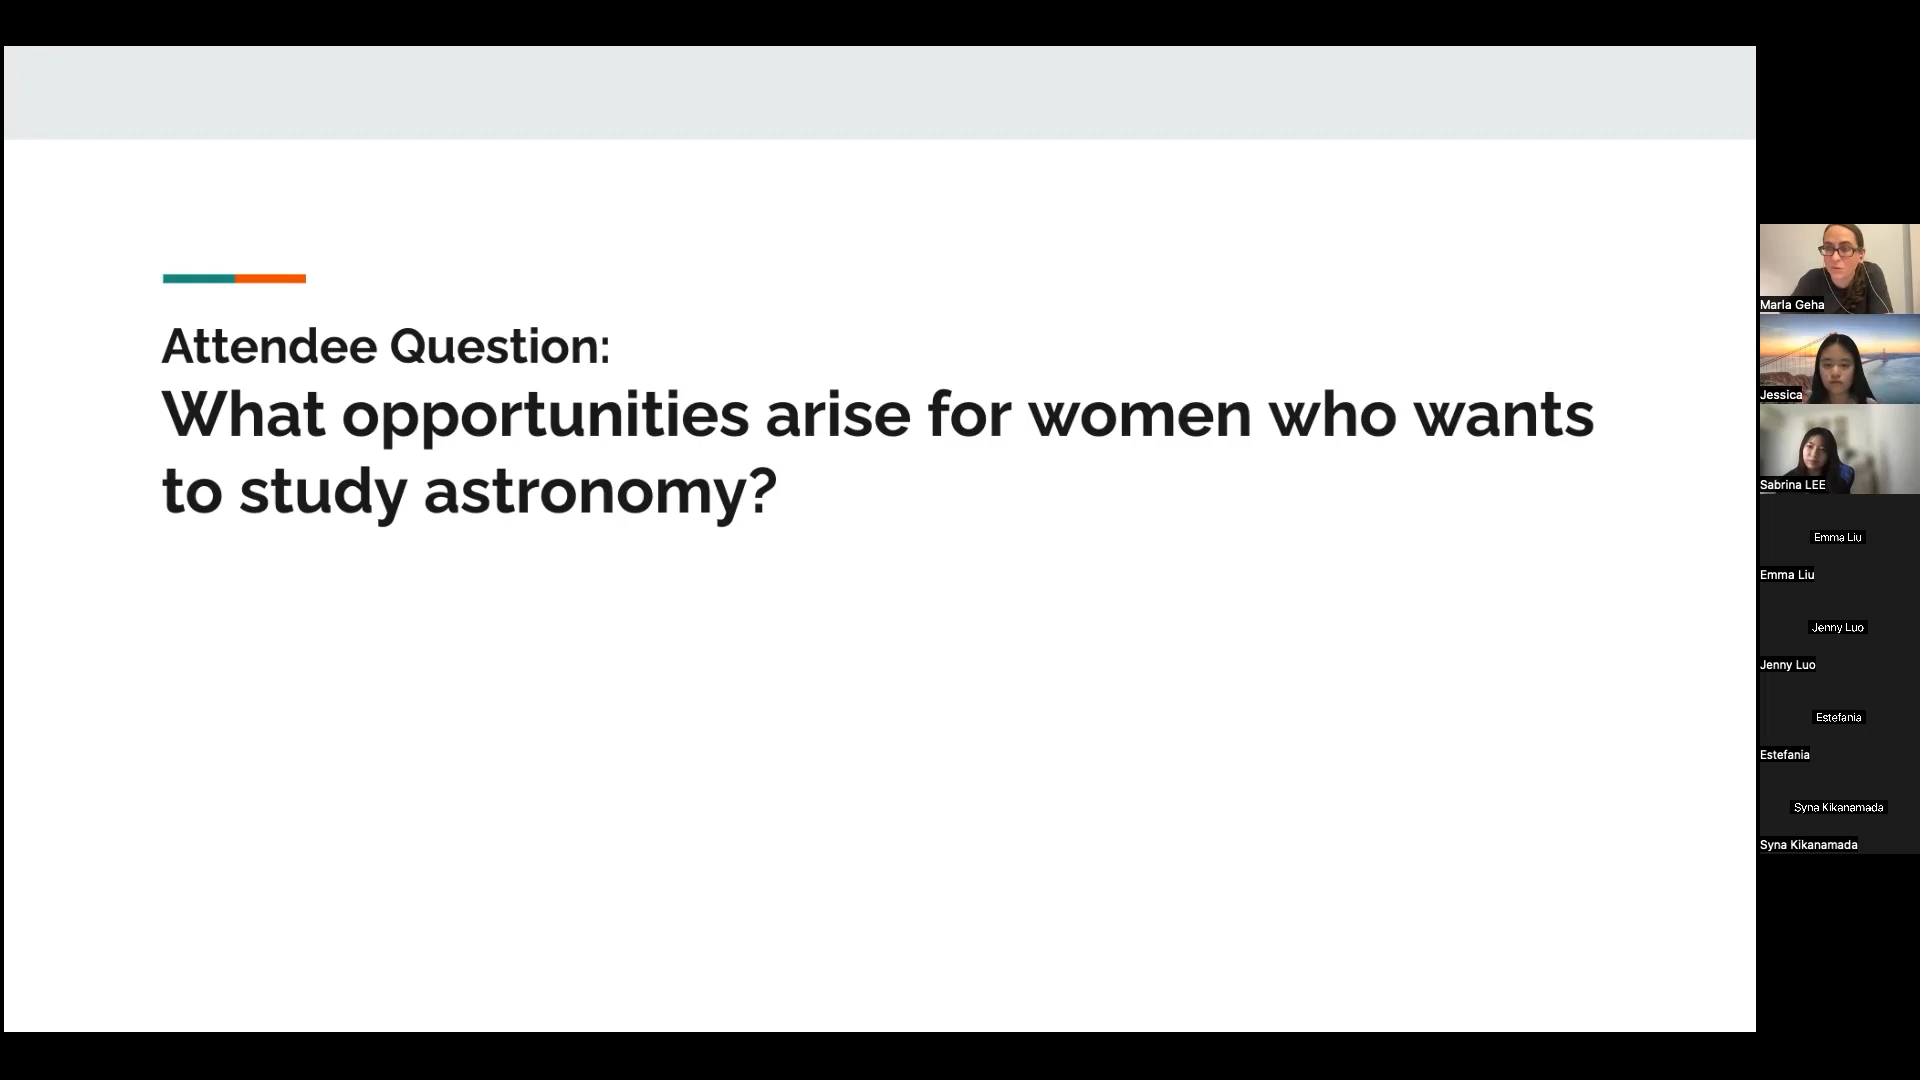 Attendee Question:
What opportunities arise for women who wants
to study astronomy?
Marla Geha
Jessica
Sabrina LEE
Emma Liu
Emma Liu
Jenny Luo
Jenny Luo
Estefania
Estefania
Syna Kikanamada
Syna Kikanamada